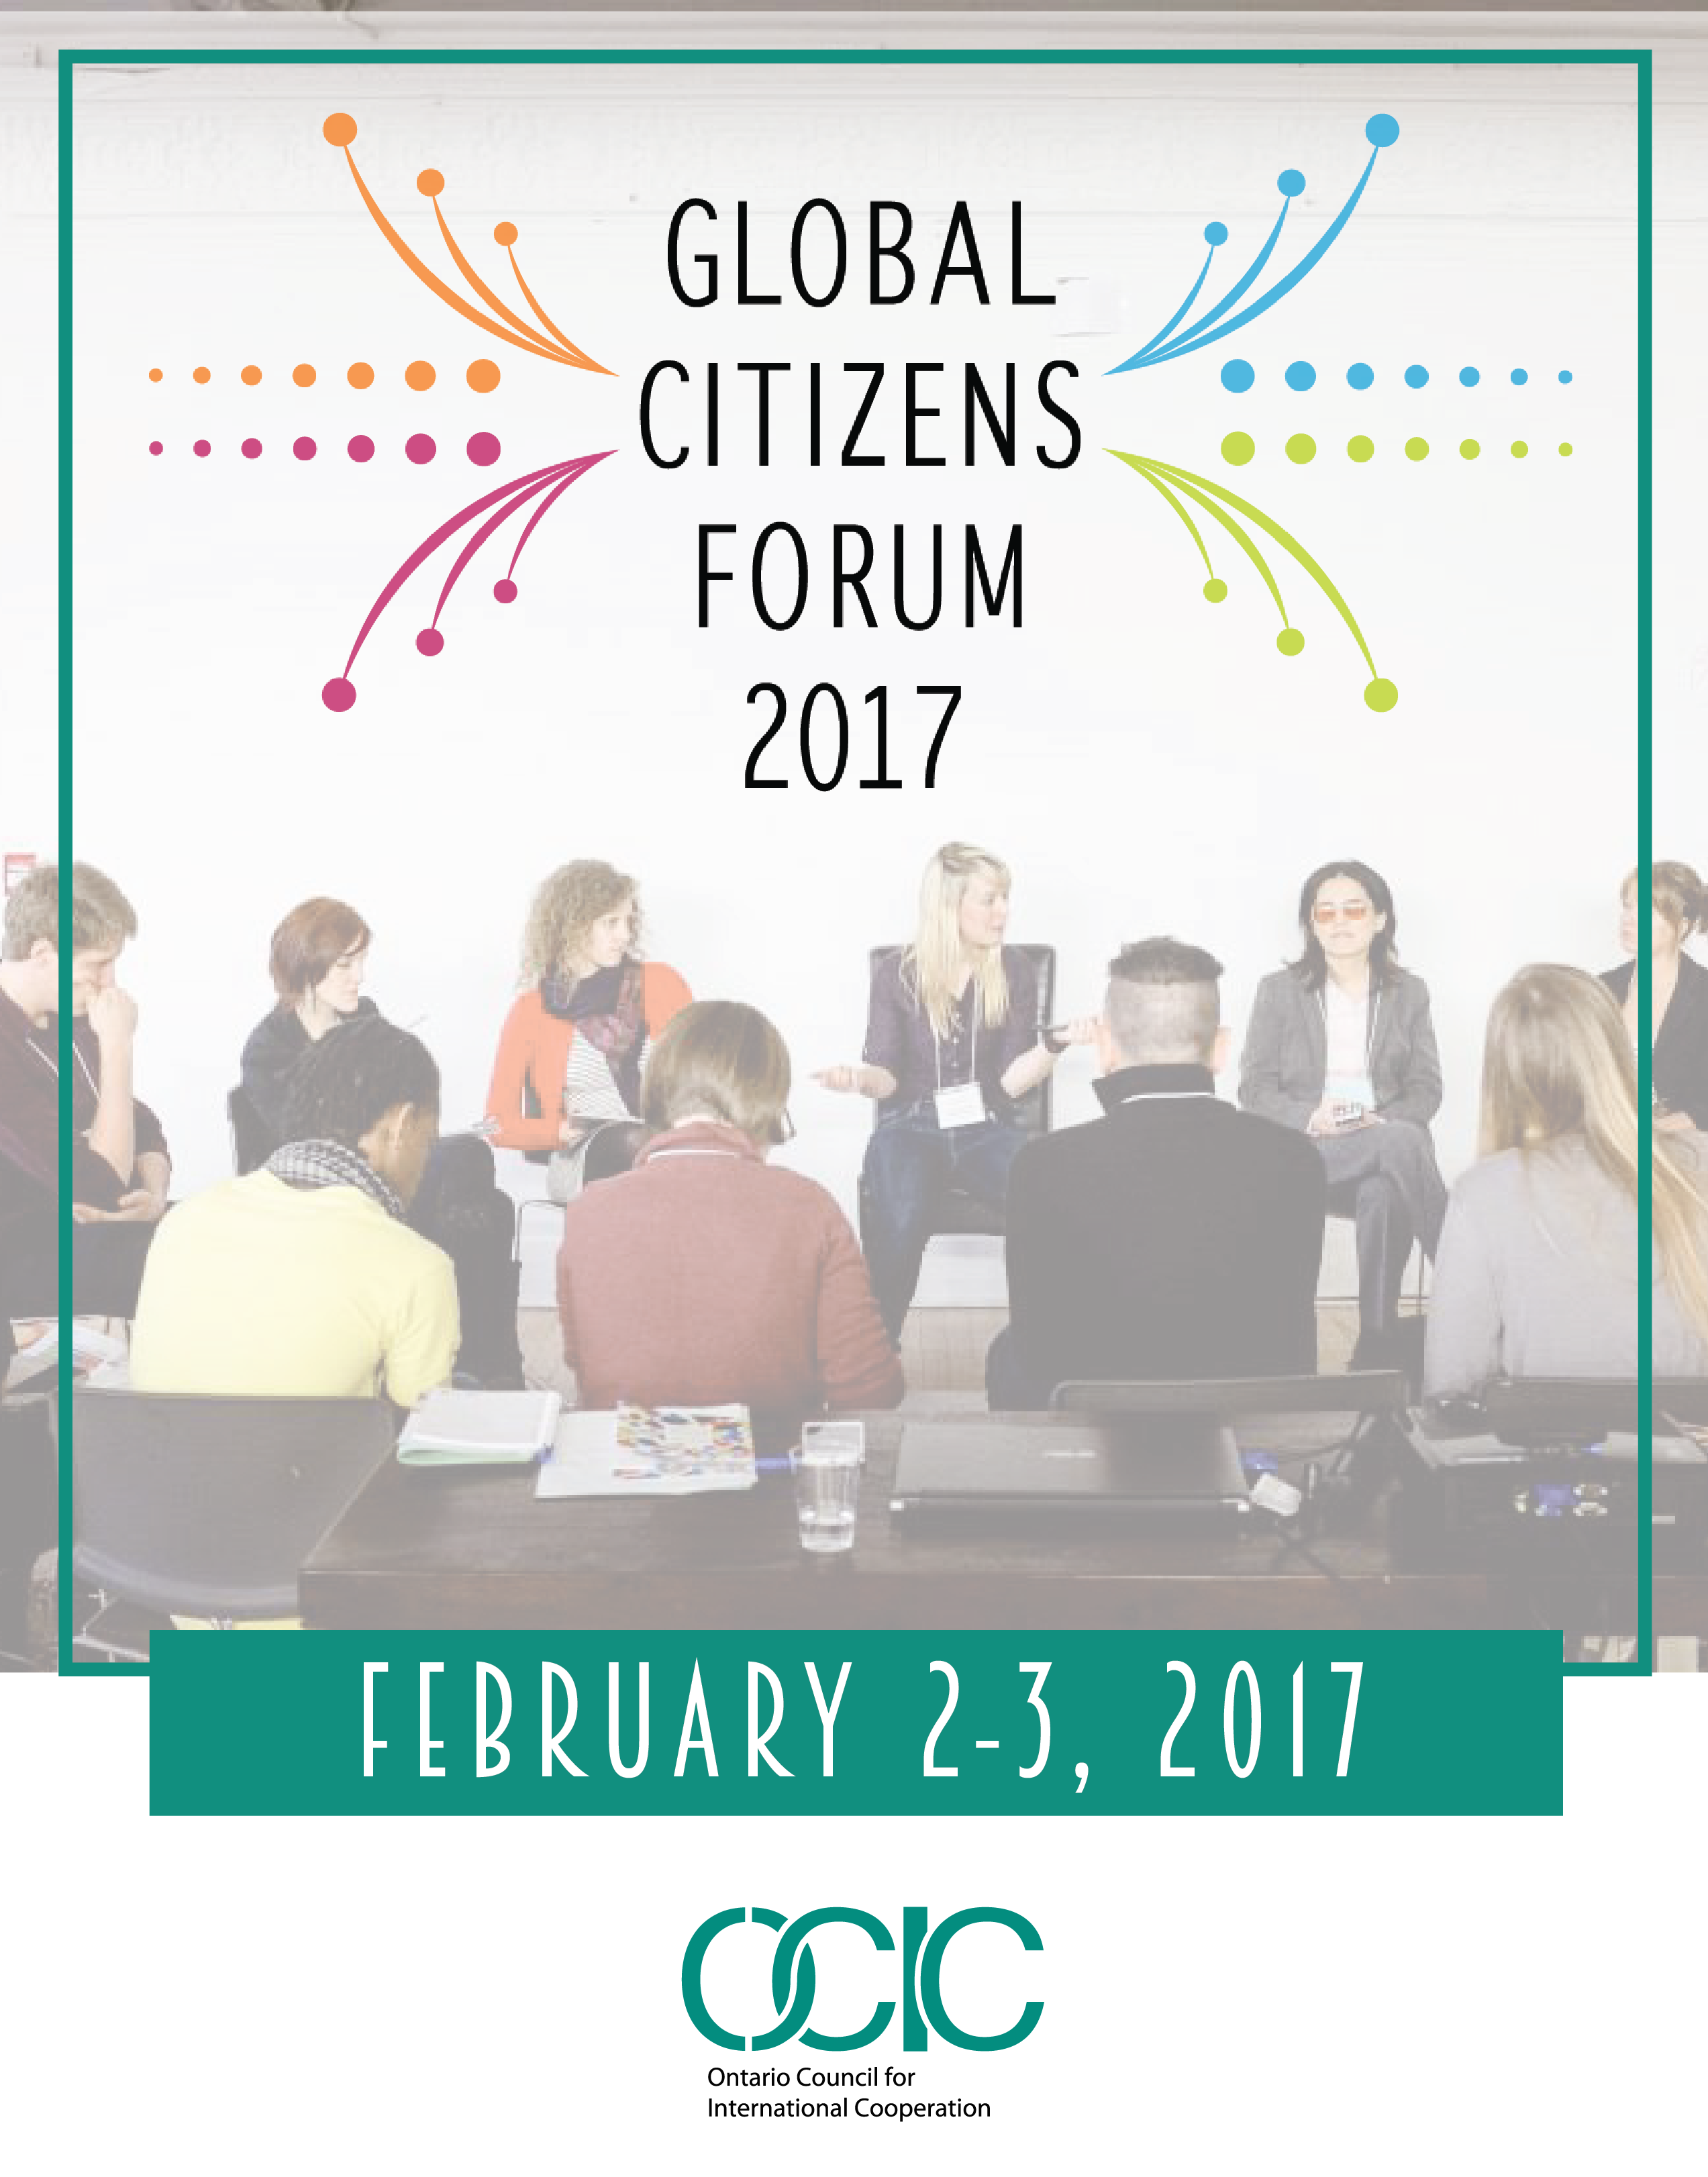 GLOBAL
CITIZENS
FORUM
2017
FEBRUARY 2-3, 2017
OCIC
Ontario Council for
International Cooperation